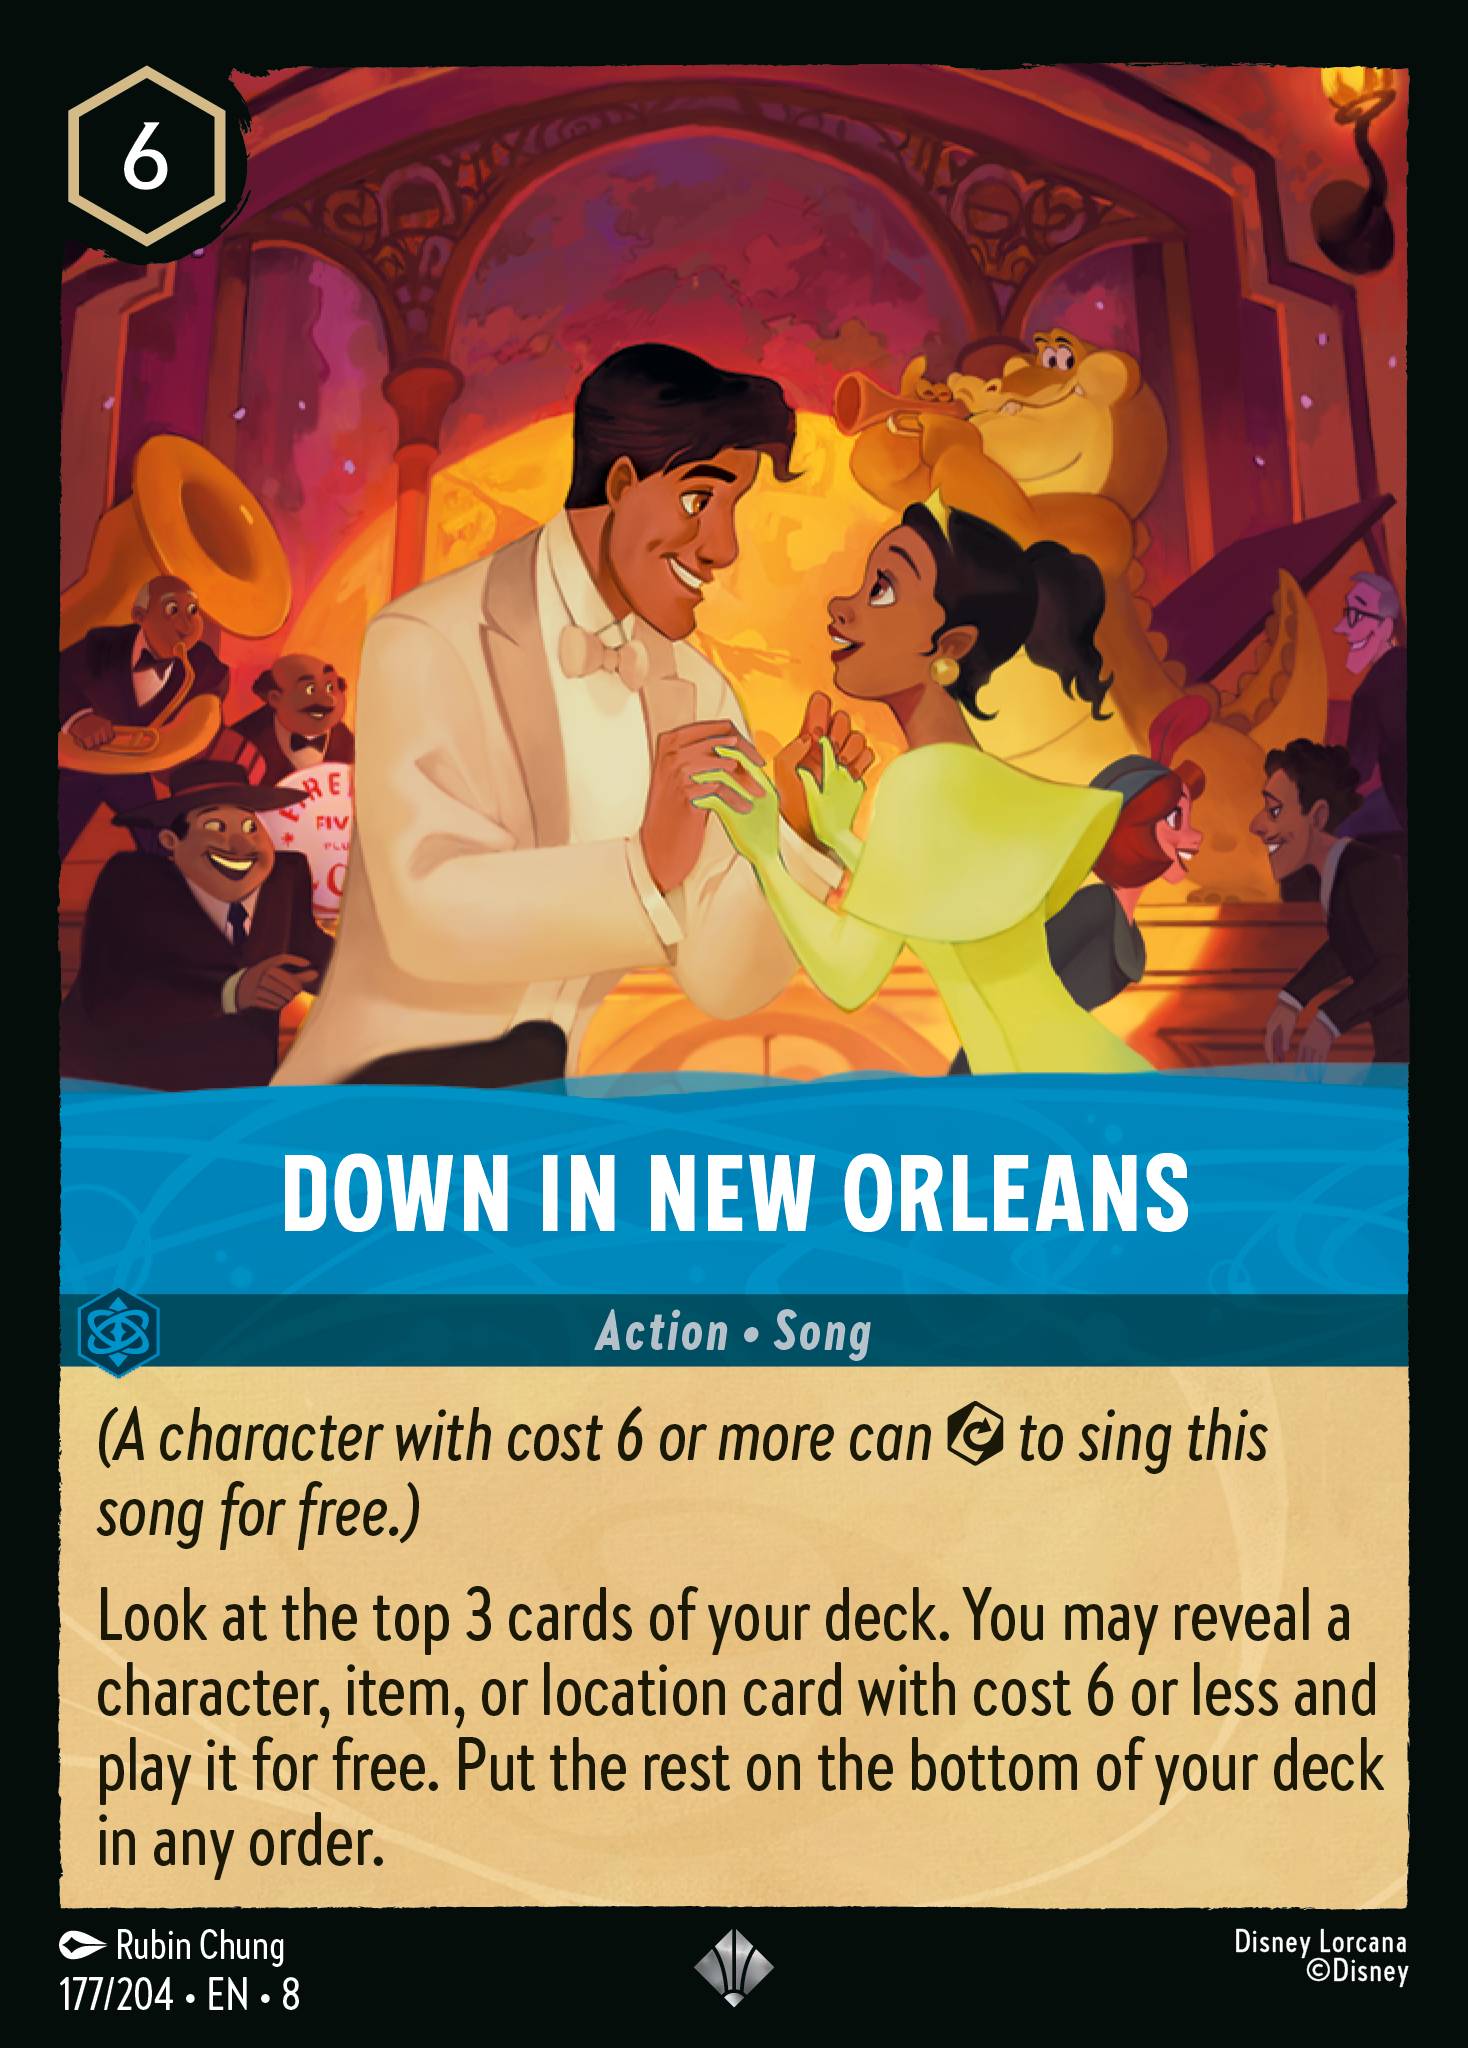 6
FIV
DOWN IN NEW ORLEANS
Action • Song
(A character with cost 6 or more can to sing this
song for free.)
Look at the top 3 cards of your deck. You may reveal a
character, item, or location card with cost 6 or less and
play it for free. Put the rest on the bottom of your deck
in any order.
Rubin Chung
177/204 • EN • 8
Disney Lorcana
©Disney